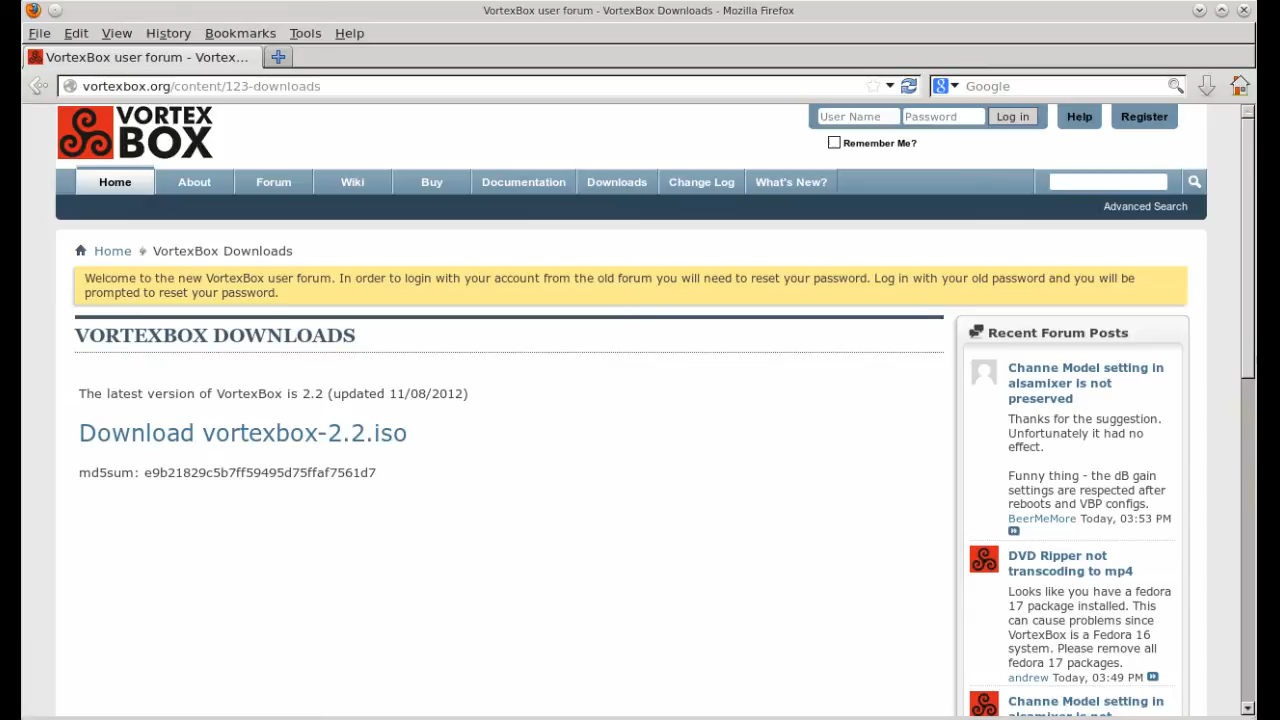 VortexBox user forum - VortexBox Downloads - Mozilla Firefox
File Edit View History Bookmarks Tools Help
VortexBox user forum - Vortex...
vortexbox.org/content/123-downloads
Google
VORTEX
BOX
User Name Password Log in Help Register
Remember Me?
Home About Forum Wiki Buy Documentation Downloads Change Log What's New?
Advanced Search
Home VortexBox Downloads
Welcome to the new VortexBox user forum. In order to login with your account from the old forum you will need to reset your password. Log in with your old password and you will be
prompted to reset your password.
VORTEXBOX DOWNLOADS
The latest version of VortexBox is 2.2 (updated 11/08/2012)
Download vortexbox-2.2.iso
md5sum: e9b21829c5b7ff59495d75ffaf7561d7
Recent Forum Posts
Channe Model setting in
alsamixer is not
preserved
Thanks for the suggestion.
Unfortunately it had no
effect.
Funny thing - the dB gain
settings are respected after
reboots and VBP configs.
BeerMeMore Today, 03:53 PM
DVD Ripper not
transcoding to mp4
Looks like you have a fedora
17 package installed. This
can cause problems since
VortexBox is a Fedora 16
system. Please remove all
fedora 17 packages.
andrew Today, 03:49 PM
Channe Model setting in
alsamixer is not